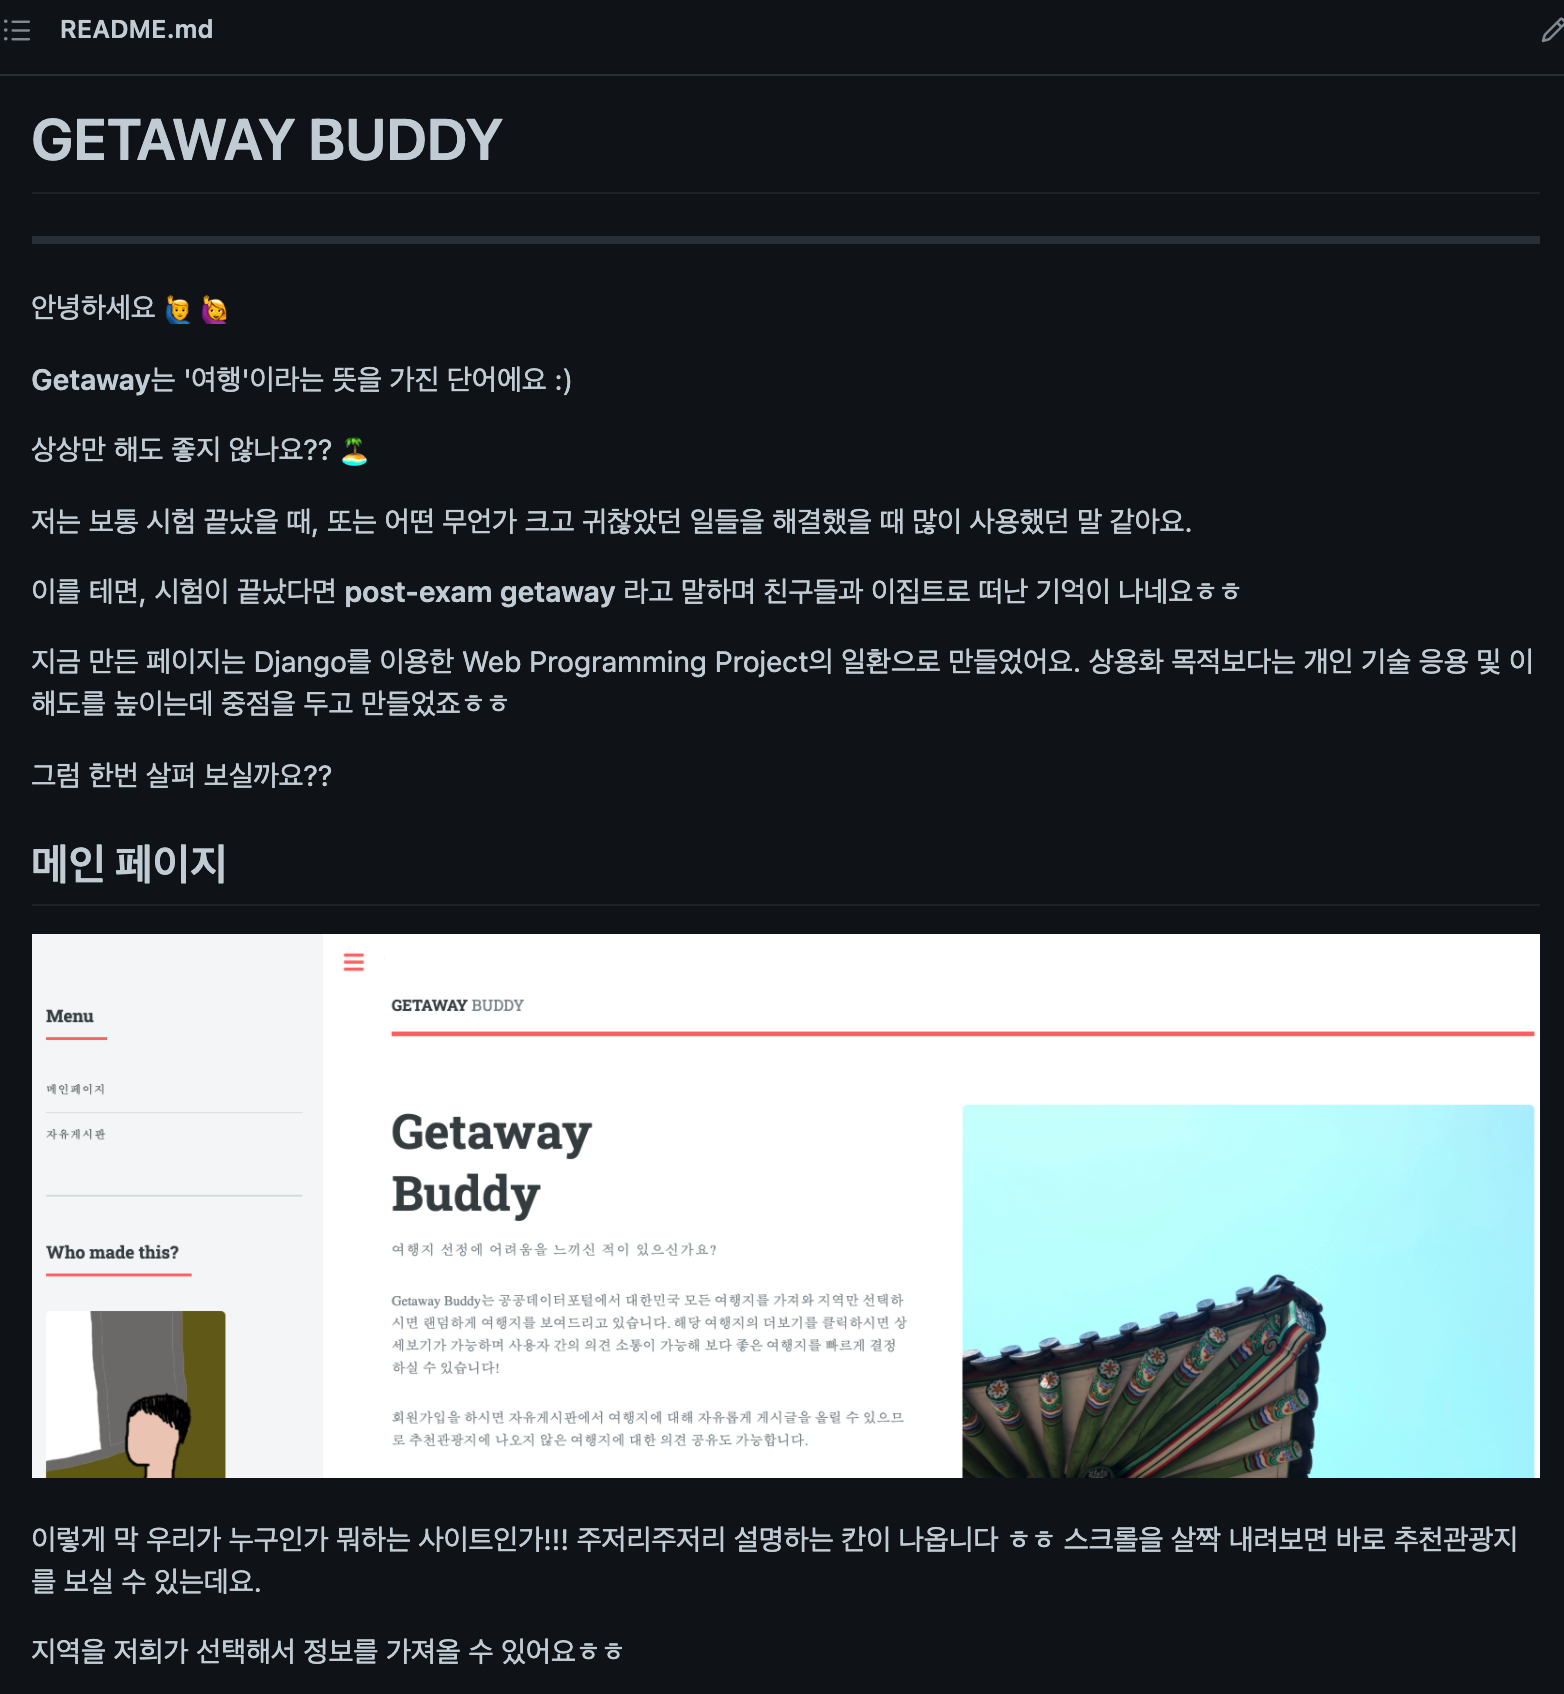 README.md
GETAWAY BUDDY
안녕하세요 🙋‍♂️ 🙋‍♀️
Getaway는 '여행'이라는 뜻을 가진 단어에요 :)
상상만 해도 좋지 않나요?? 🏝️
저는 보통 시험 끝났을 때, 또는 어떤 무언가 크고 귀찮았던 일들을 해결했을 때 많이 사용했던 말 같아요.
이를 테면, 시험이 끝났다면 post-exam getaway 라고 말하며 친구들과 이집트로 떠난 기억이 나네요ㅎㅎ
지금 만든 페이지는 Django를 이용한 Web Programming Project의 일환으로 만들었어요. 상용화 목적보다는 개인 기술 응용 및 이
해도를 높이는데 중점을 두고 만들었죠ㅎㅎ
그럼 한번 살펴 보실까요??
메인 페이지
Menu
메인페이지
자유게시판
Who made this?
GETAWAY BUDDY
Getaway
Buddy
여행지 선정에 어려움을 느끼신 적이 있으신가요?
Getaway Buddy는 공공데이터포털에서 대한민국 모든 여행지를 가져와 지역만 선택하
시면 랜덤하게 여행지를 보여드리고 있습니다. 해당 여행지의 더보기를 클릭하시면 상
세보기가 가능하며 사용자 간의 의견 소통이 가능해 보다 좋은 여행지를 빠르게 결정
하실 수 있습니다!
회원가입을 하시면 자유게시판에서 여행지에 대해 자유롭게 게시글을 올릴 수 있으므
로 추천관광지에 나오지 않은 여행지에 대한 의견 공유도 가능합니다.
이렇게 막 우리가 누구인가 뭐하는 사이트인가!!! 주저리주저리 설명하는 칸이 나옵니다 ㅎㅎ 스크롤을 살짝 내려보면 바로 추천관광지
를 보실 수 있는데요.
지역을 저희가 선택해서 정보를 가져올 수 있어요ㅎㅎ